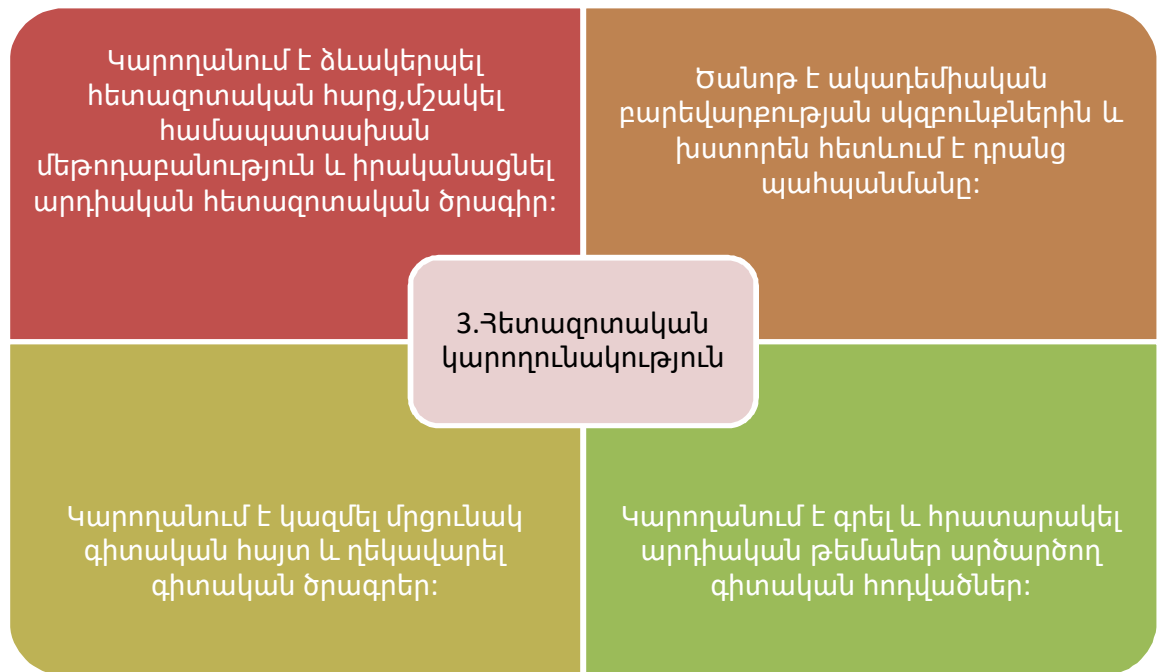 Կարողանում է ձևակերպել
հետազոտական հարց,մշակել
համապատասխան
մեթոդաբանություն և իրականացնել
արդիական հետազոտական ծրագիր:
Ծանոթ է ակադեմիական
բարեվարքության սկզբունքներին և
խստորեն հետևում է դրանց
պահպանմանը:
3.Հետազոտական
կարողունակություն
Կարողանում է կազմել մրցունակ
գիտական հայտ և ղեկավարել
գիտական ծրագրեր:
Կարողանում է գրել և հրատարակել
արդիական թեմաներ արծարծող
գիտական հոդվածներ: